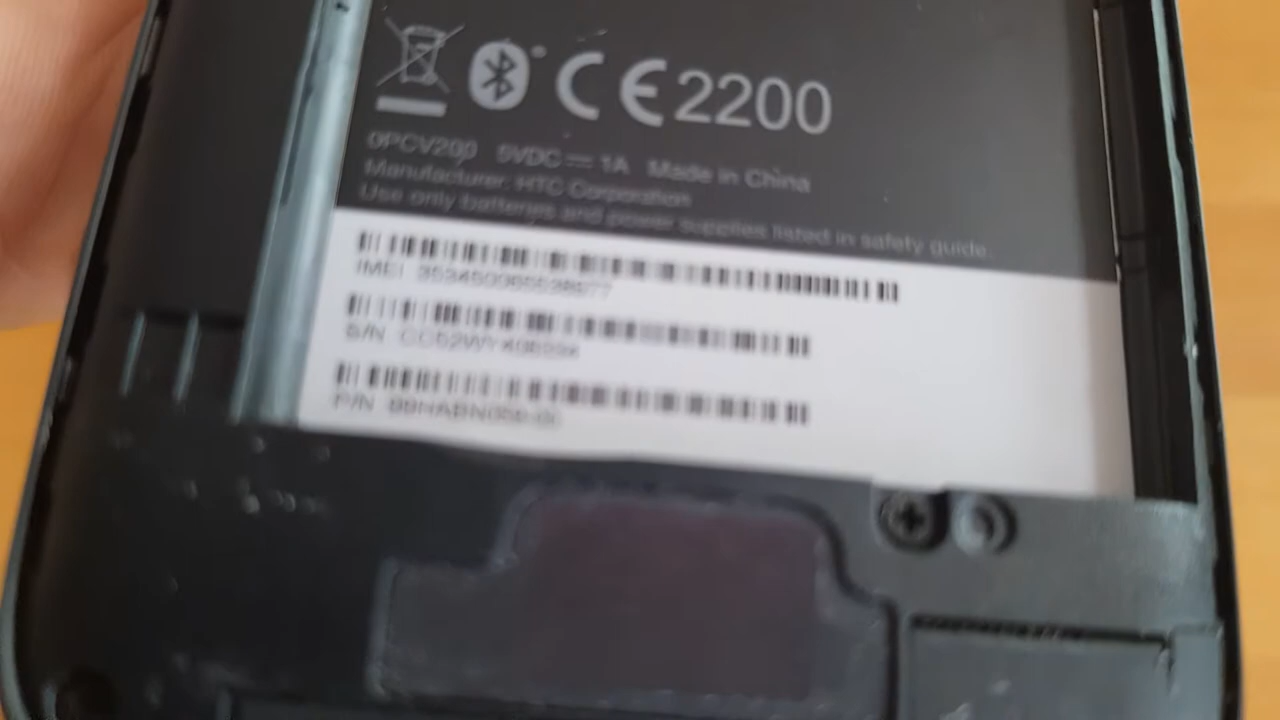 CE2200
0PCV200 5VDC ⎓ 1A Made in China
Manufacturer: HTC Corporation
Use only batteries and power supplies listed in safety guide.
IMEI
S/N
P/N